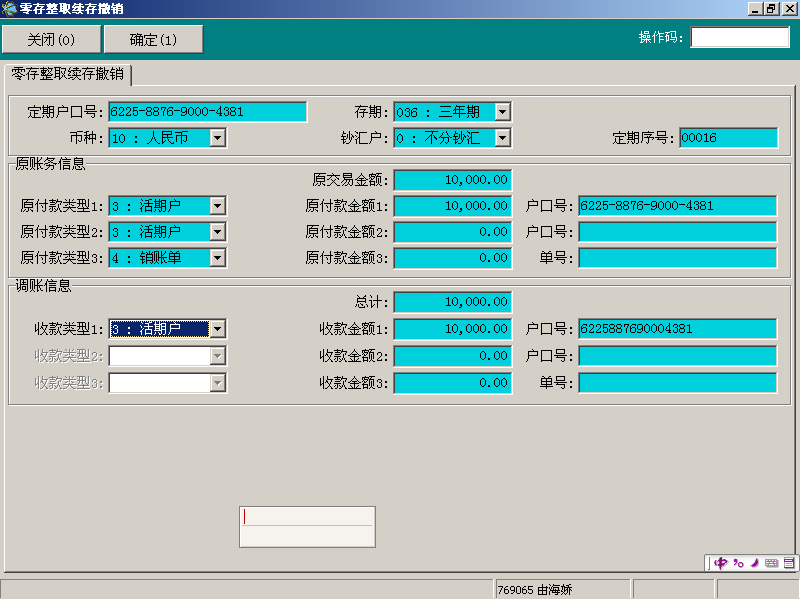 零存整取续存撤销
关闭(0) 确定(1) 操作码:
零存整取续存撤销
定期户口号: 6225-8876-9000-4381 存期: 036 : 三年期
币种: 10 : 人民币 钞汇户: 0 : 不分钞汇 定期序号: 00016
原账务信息
原交易金额: 10,000.00
原付款类型1: 3 : 活期户 原付款金额1: 10,000.00 户口号: 6225-8876-9000-4381
原付款类型2: 3 : 活期户 原付款金额2: 0.00 户口号:
原付款类型3: 4 : 销账单 原付款金额3: 0.00 单号:
调账信息
总计: 10,000.00
收款类型1: 3 : 活期户 收款金额1: 10,000.00 户口号: 6225887690004381
收款类型2: 收款金额2: 0.00 户口号:
收款类型3: 收款金额3: 0.00 单号:
中
769065 由海娇